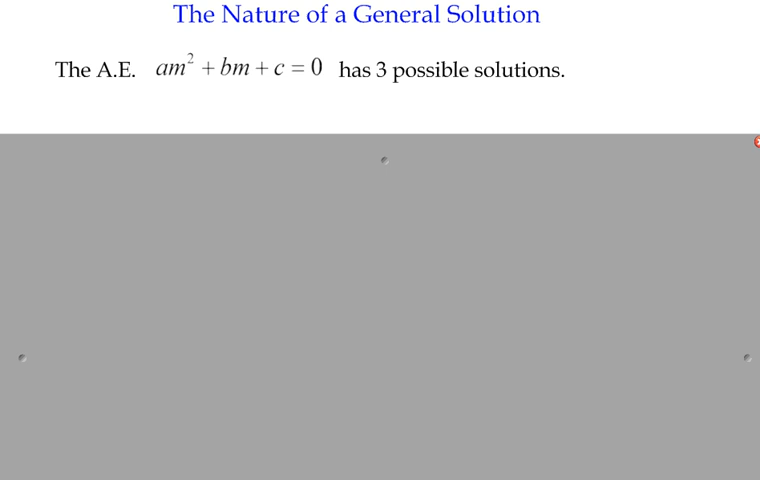 The Nature of a General Solution
The A.E. am² + bm + c = 0 has 3 possible solutions.